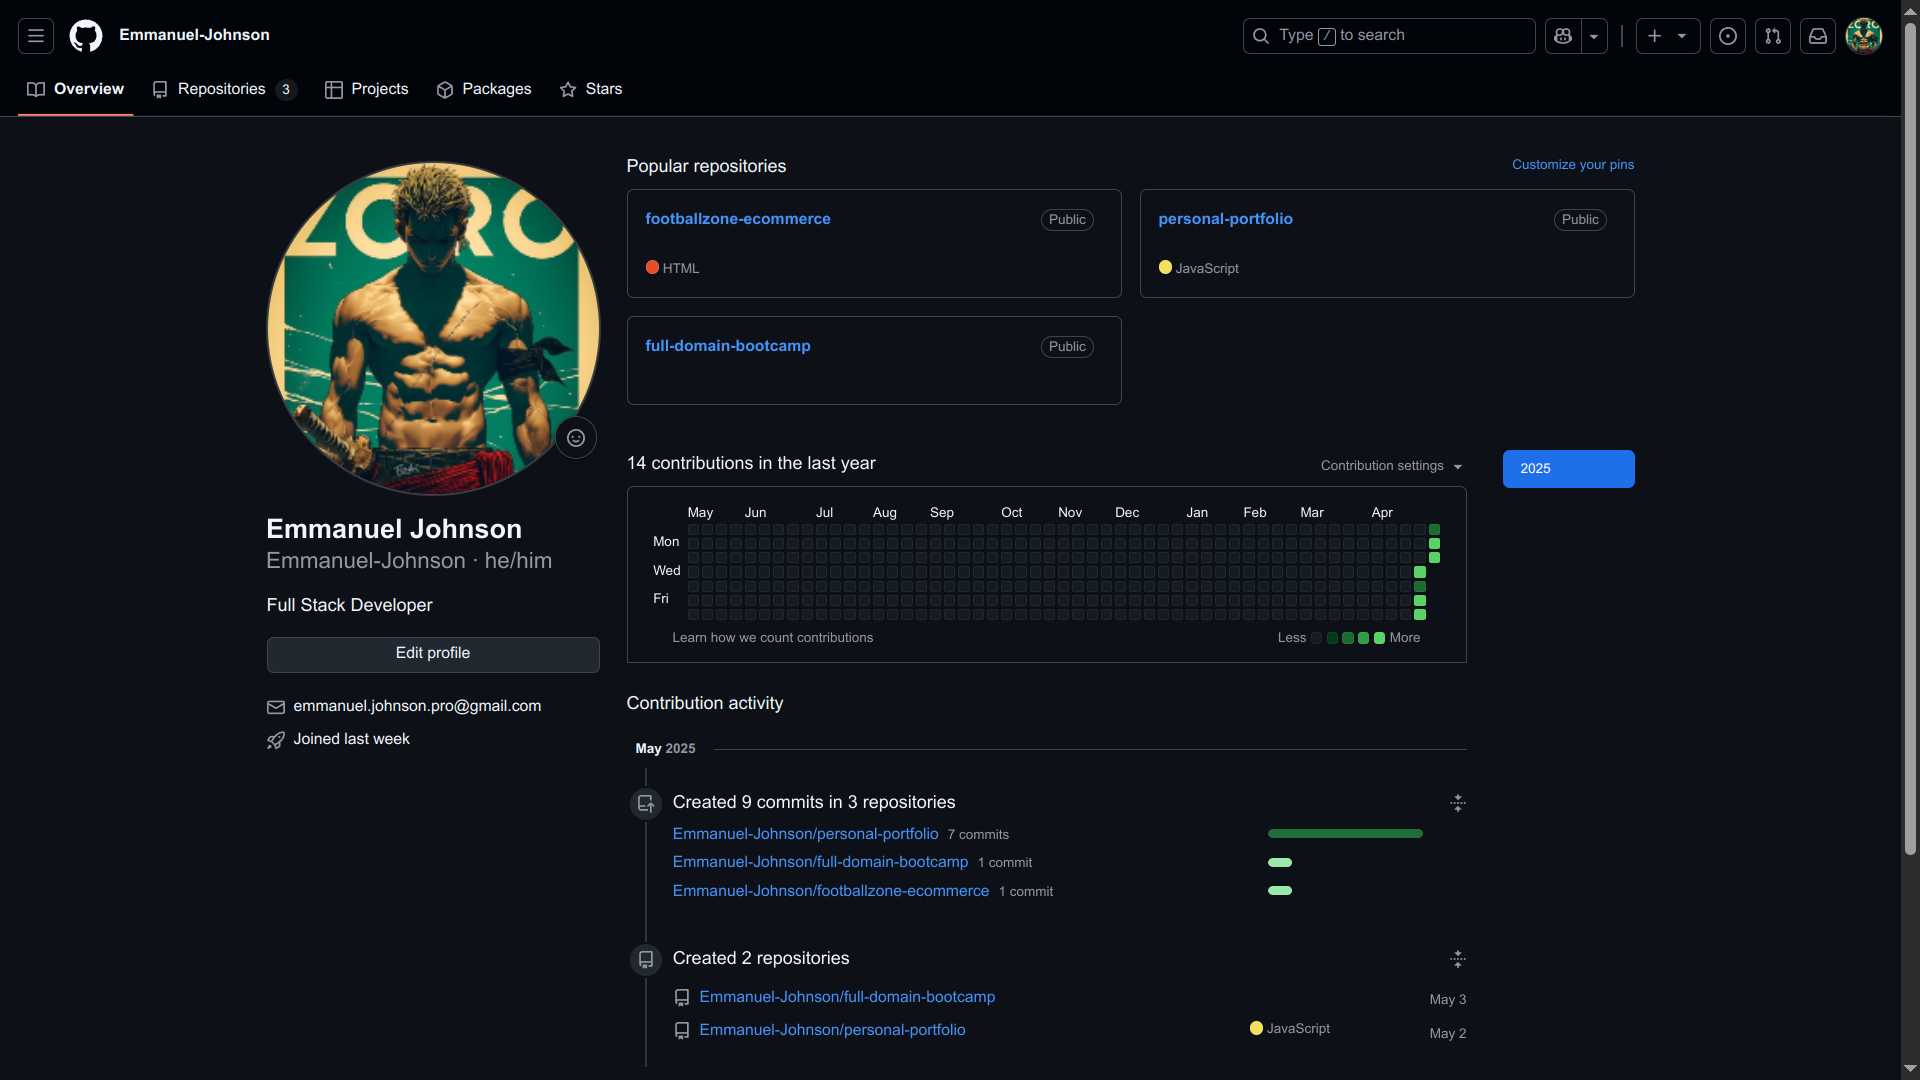 Emmanuel-Johnson
Type / to search
Overview
Repositories 3
Projects
Packages
Stars
ZORO
Emmanuel Johnson
Emmanuel-Johnson · he/him
Full Stack Developer
Edit profile
emmanuel.johnson.pro@gmail.com
Joined last week
Popular repositories
Customize your pins
footballzone-ecommerce
Public
HTML
personal-portfolio
Public
JavaScript
full-domain-bootcamp
Public
14 contributions in the last year
Contribution settings
2025
May Jun Jul Aug Sep Oct Nov Dec Jan Feb Mar Apr
Mon
Wed
Fri
Learn how we count contributions
Less More
Contribution activity
May 2025
Created 9 commits in 3 repositories
Emmanuel-Johnson/personal-portfolio 7 commits
Emmanuel-Johnson/full-domain-bootcamp 1 commit
Emmanuel-Johnson/footballzone-ecommerce 1 commit
Created 2 repositories
Emmanuel-Johnson/full-domain-bootcamp May 3
Emmanuel-Johnson/personal-portfolio JavaScript May 2